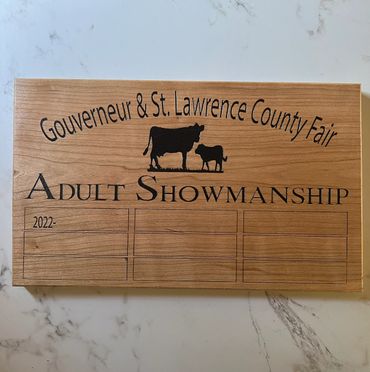 Gouverneur & St. Lawrence County Fair
ADULT SHOWMANSHIP
2022-